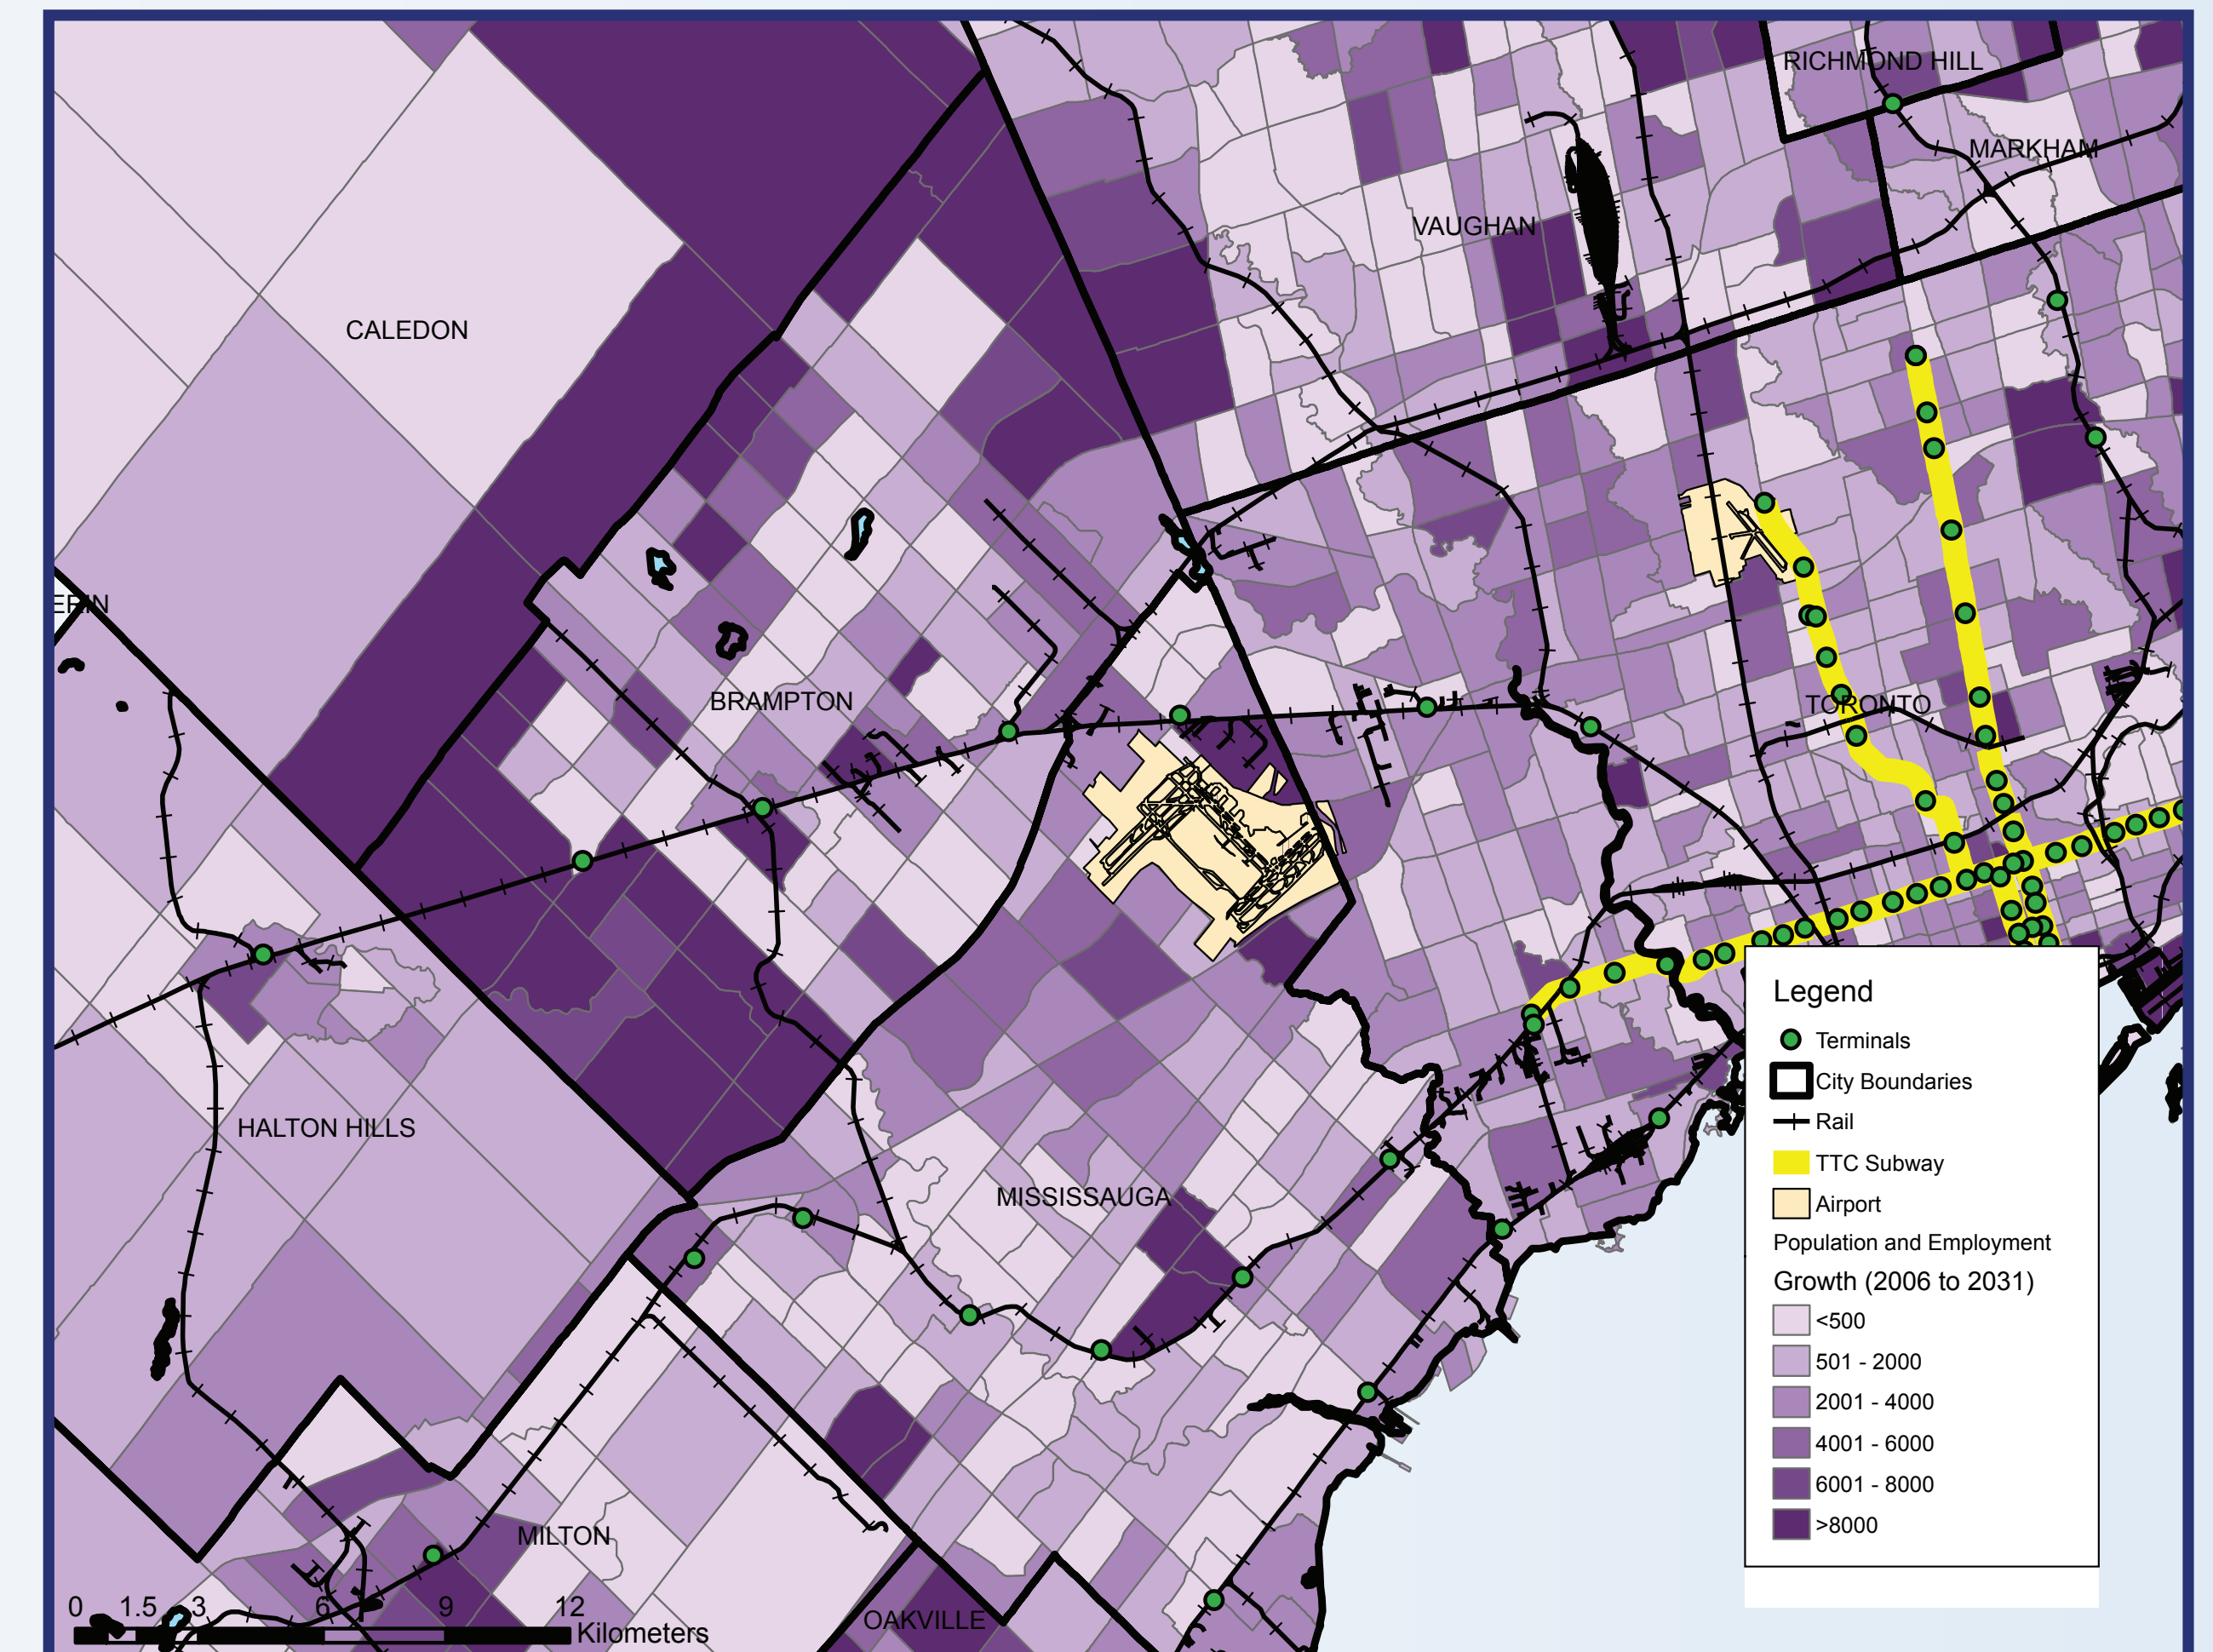 RICHMOND HILL
MARKHAM
VAUGHAN
CALEDON
ERIN
BRAMPTON
TORONTO
HALTON HILLS
MISSISSAUGA
MILTON
OAKVILLE
0 1.5 3 6 9 12
Kilometers
Legend
Terminals
City Boundaries
Rail
TTC Subway
Airport
Population and Employment
Growth (2006 to 2031)
<500
501 - 2000
2001 - 4000
4001 - 6000
6001 - 8000
>8000